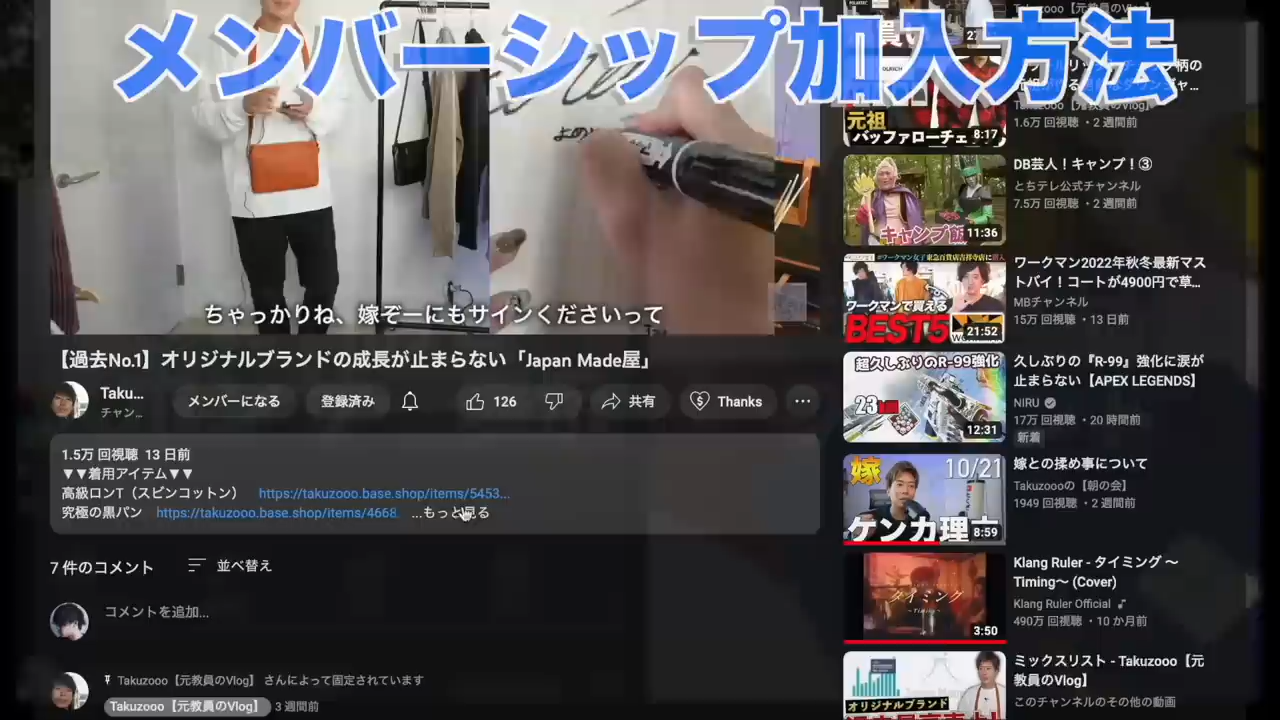 メンバーシップ加入方法
ちゃっかりね、嫁ぞーにもサインくださいって
【過去No.1】オリジナルブランドの成長が止まらない「Japan Made屋」
Taku...
チャン...
メンバーになる
登録済み
126
共有
Thanks
1.5万 回視聴 13 日前
▼▼着用アイテム▼▼
高級ロンT（スピンコットン） https://takuzooo.base.shop/items/5453...
究極の黒パン https://takuzooo.base.shop/items/4668. ...もっと見る
7 件のコメント
並べ替え
コメントを追加...
Takuzooo【元教員のVlog】 さんによって固定されています
Takuzooo【元教員のVlog】 3 週間前
元祖
バッファローチェ
8:17
Takuzooo【元教員のVlog】
1.6万 回視聴 ・2 週間前
キャンプ飯
11:36
DB芸人！キャンプ！③
とちテレ公式チャンネル
7.5万 回視聴 ・2 週間前
ワークマンで買える
BEST5
21:52
ワークマン2022年秋冬最新マス
トバイ！コートが4900円で草...
MBチャンネル
15万 回視聴 ・13 日前
超久しぶりのR-99強化
12:31
久しぶりの『R-99』強化に涙が
止まらない【APEX LEGENDS】
NIRU
17万 回視聴 ・20 時間前
新着
嫁
10/21
ケンカ理
8:59
嫁との揉め事について
Takuzoooの【朝の会】
1949 回視聴 ・2 週間前
タイミング
～Timing～
3:50
Klang Ruler - タイミング ～
Timing～ (Cover)
Klang Ruler Official
490万 回視聴 ・10 か月前
オリジナルブランド
ミックスリスト - Takuzooo【元
教員のVlog】
このチャンネルのその他の動画